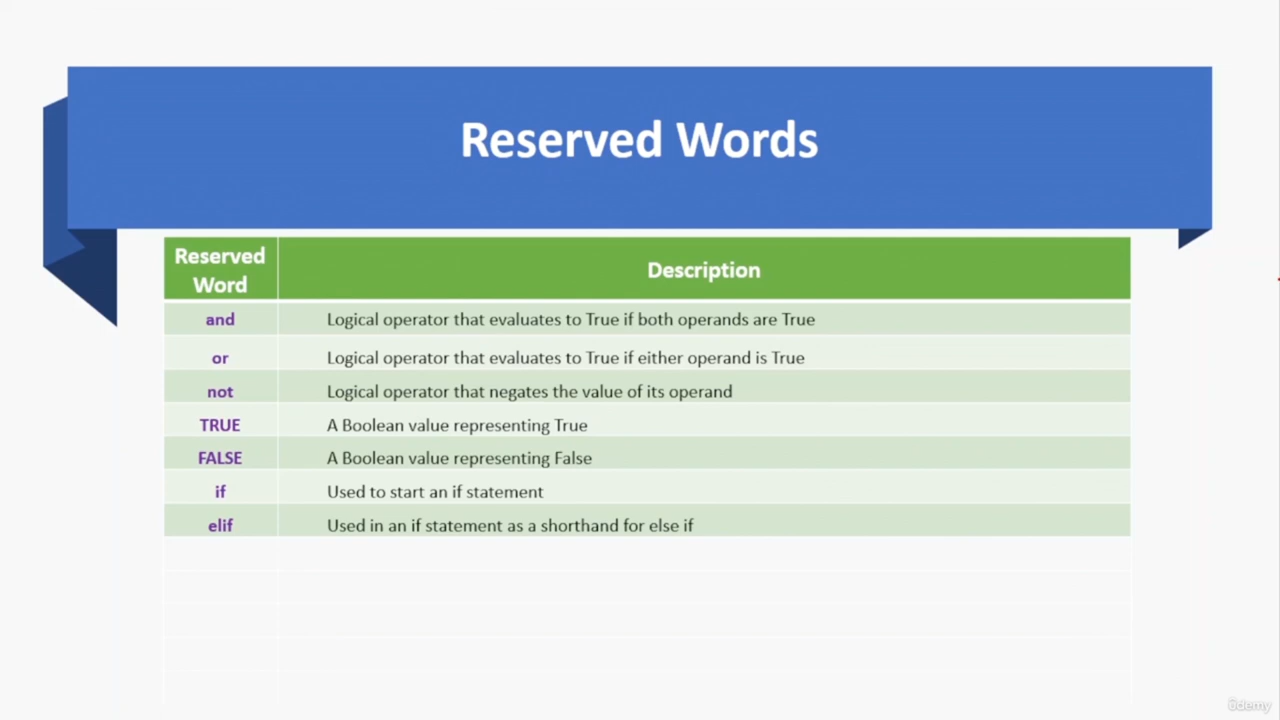 Reserved Words
Reserved
Word
Description
and
Logical operator that evaluates to True if both operands are True
or
Logical operator that evaluates to True if either operand is True
not
Logical operator that negates the value of its operand
TRUE
A Boolean value representing True
FALSE
A Boolean value representing False
if
Used to start an if statement
elif
Used in an if statement as a shorthand for else if
ûdemy